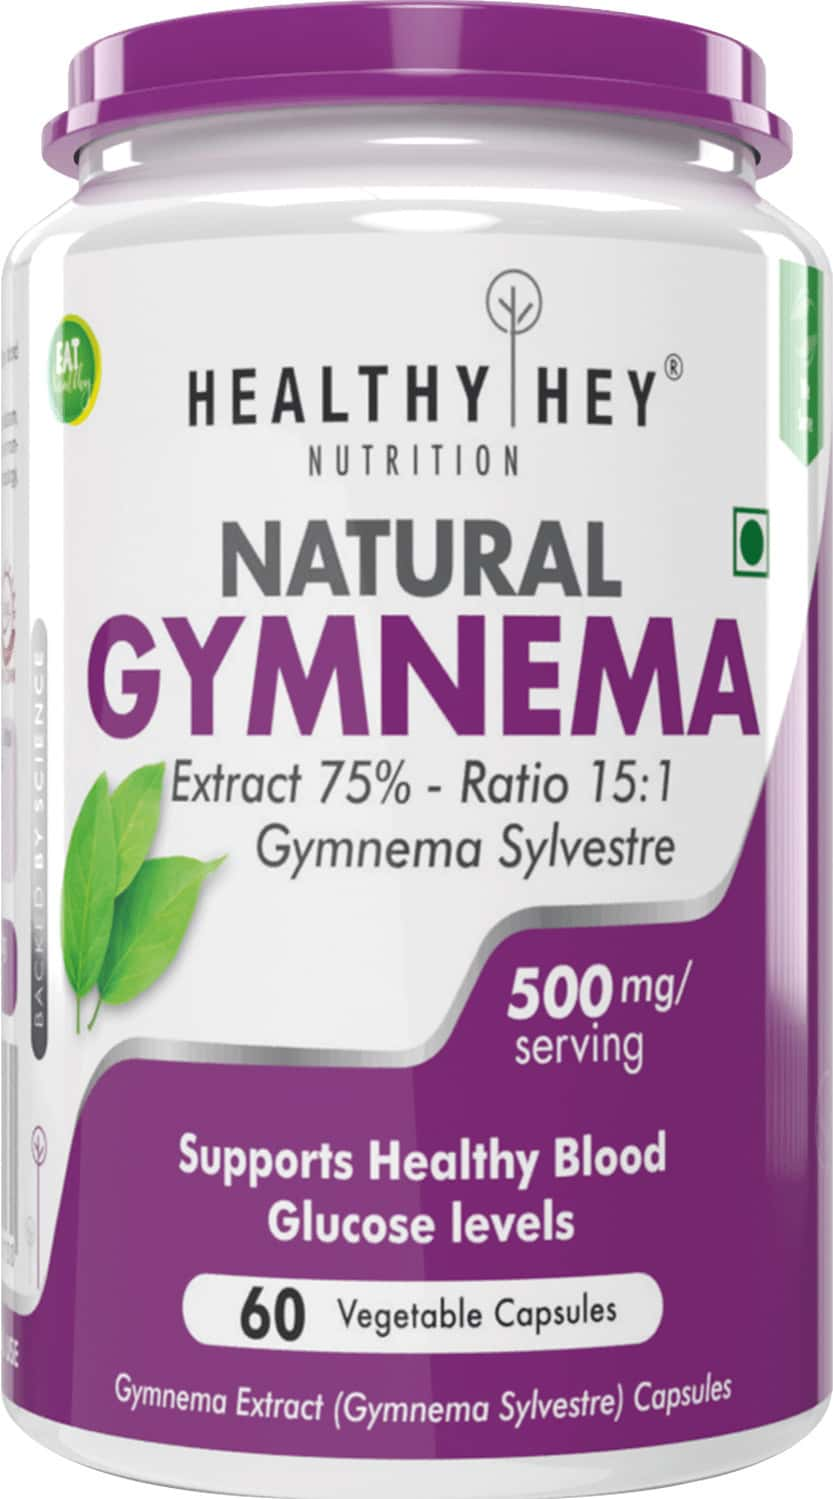 EAT
HEALTHY HEY®
NUTRITION
NATURAL
GYMNEMA
Extract 75% - Ratio 15:1
Gymnema Sylvestre
BACKED BY SCIENCE
500 mg/
serving
Supports Healthy Blood
Glucose levels
60 Vegetable Capsules
Gymnema Extract (Gymnema Sylvestre) Capsules
USE